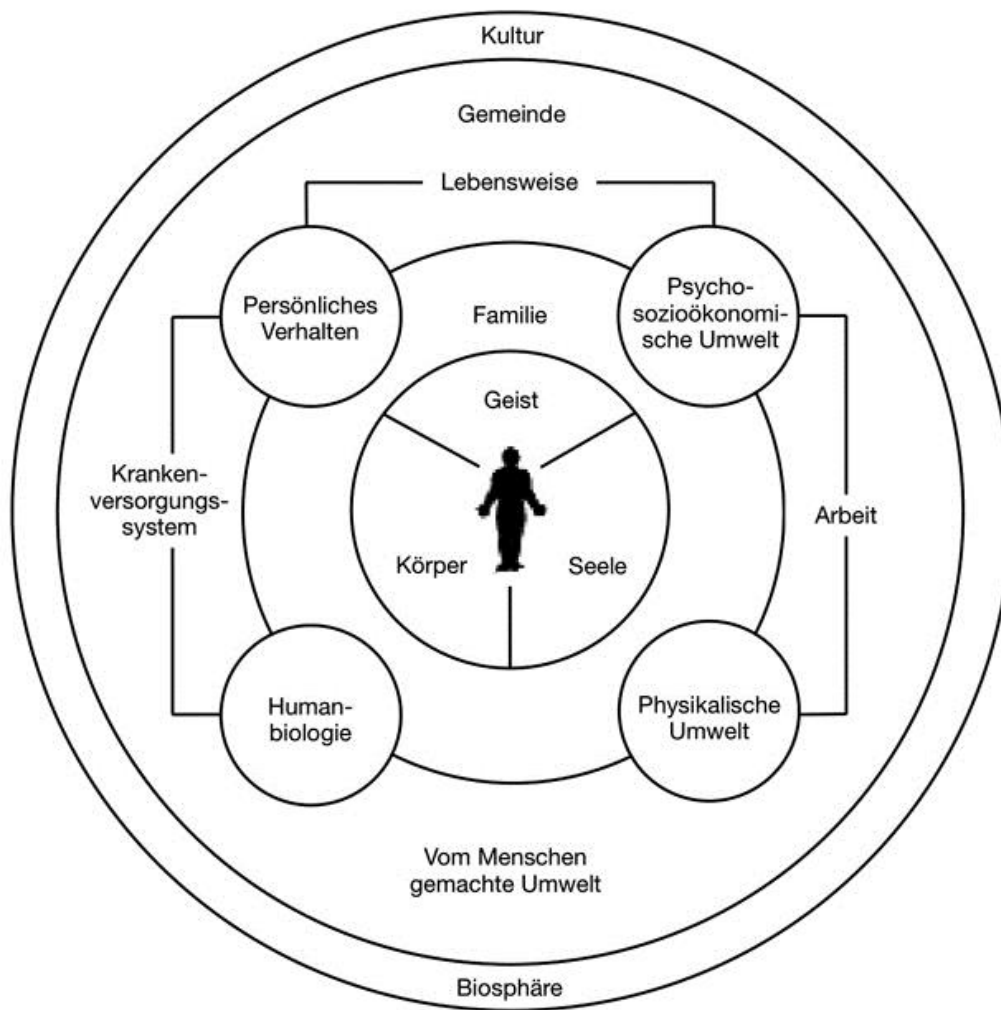 Kultur
Gemeinde
Lebensweise
Persönliches
Verhalten
Psycho-
sozioökonomi-
sche Umwelt
Familie
Geist
Kranken-
versorgungs-
system
Arbeit
Körper
Seele
Human-
biologie
Physikalische
Umwelt
Vom Menschen
gemachte Umwelt
Biosphäre